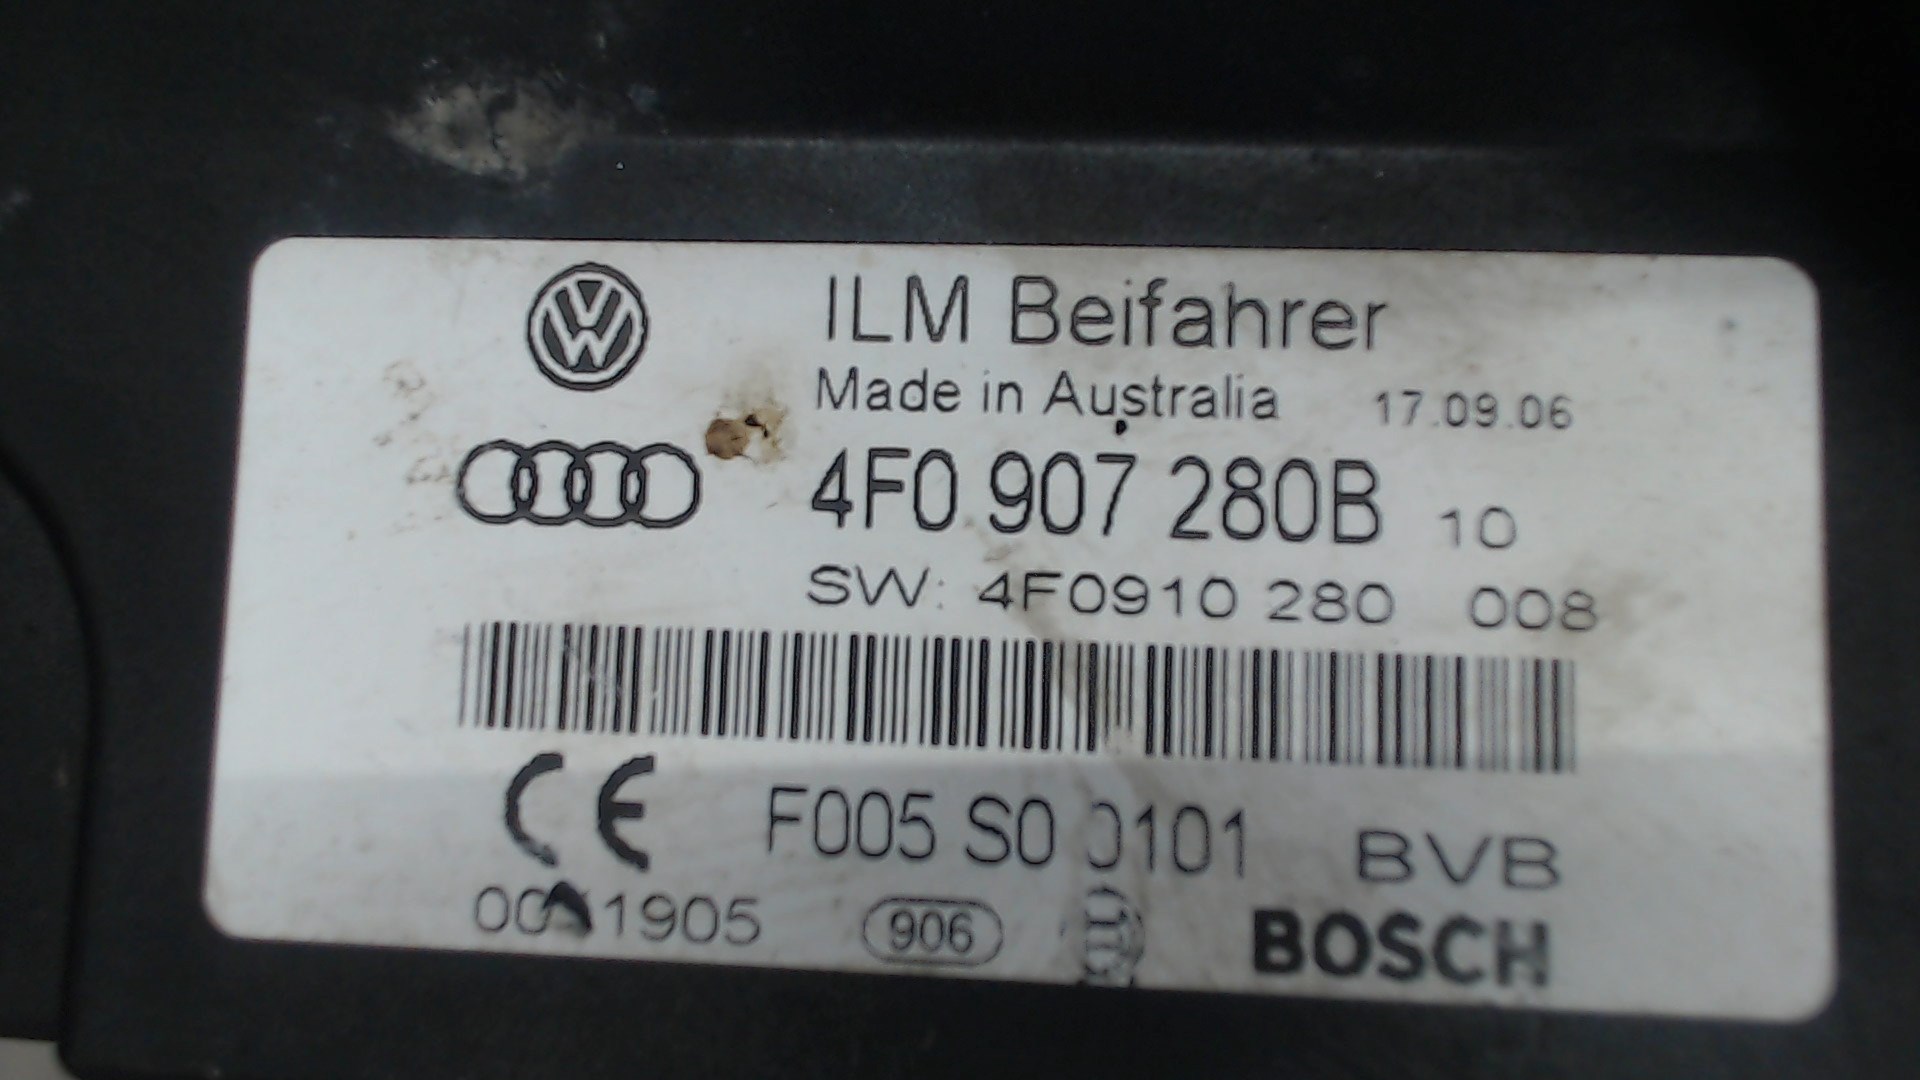 ILM Beifahrer
Made in Australia 17.09.06
4F0 907 280B 10
SW: 4F0910 280 008
F005 S0 0101 BVB
906 BOSCH